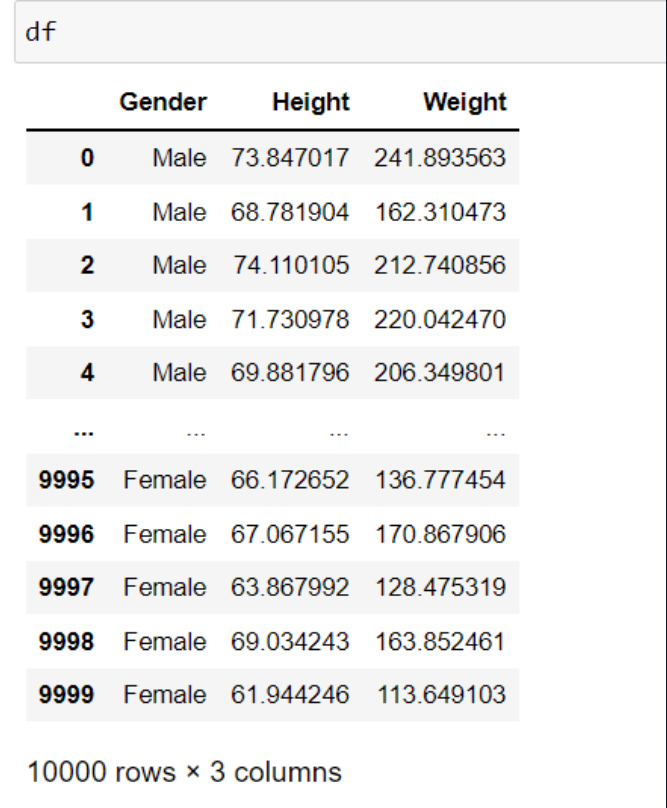 df
Gender Height Weight
0 Male 73.847017 241.893563
1 Male 68.781904 162.310473
2 Male 74.110105 212.740856
3 Male 71.730978 220.042470
4 Male 69.881796 206.349801
... ... ... ...
9995 Female 66.172652 136.777454
9996 Female 67.067155 170.867906
9997 Female 63.867992 128.475319
9998 Female 69.034243 163.852461
9999 Female 61.944246 113.649103
10000 rows × 3 columns